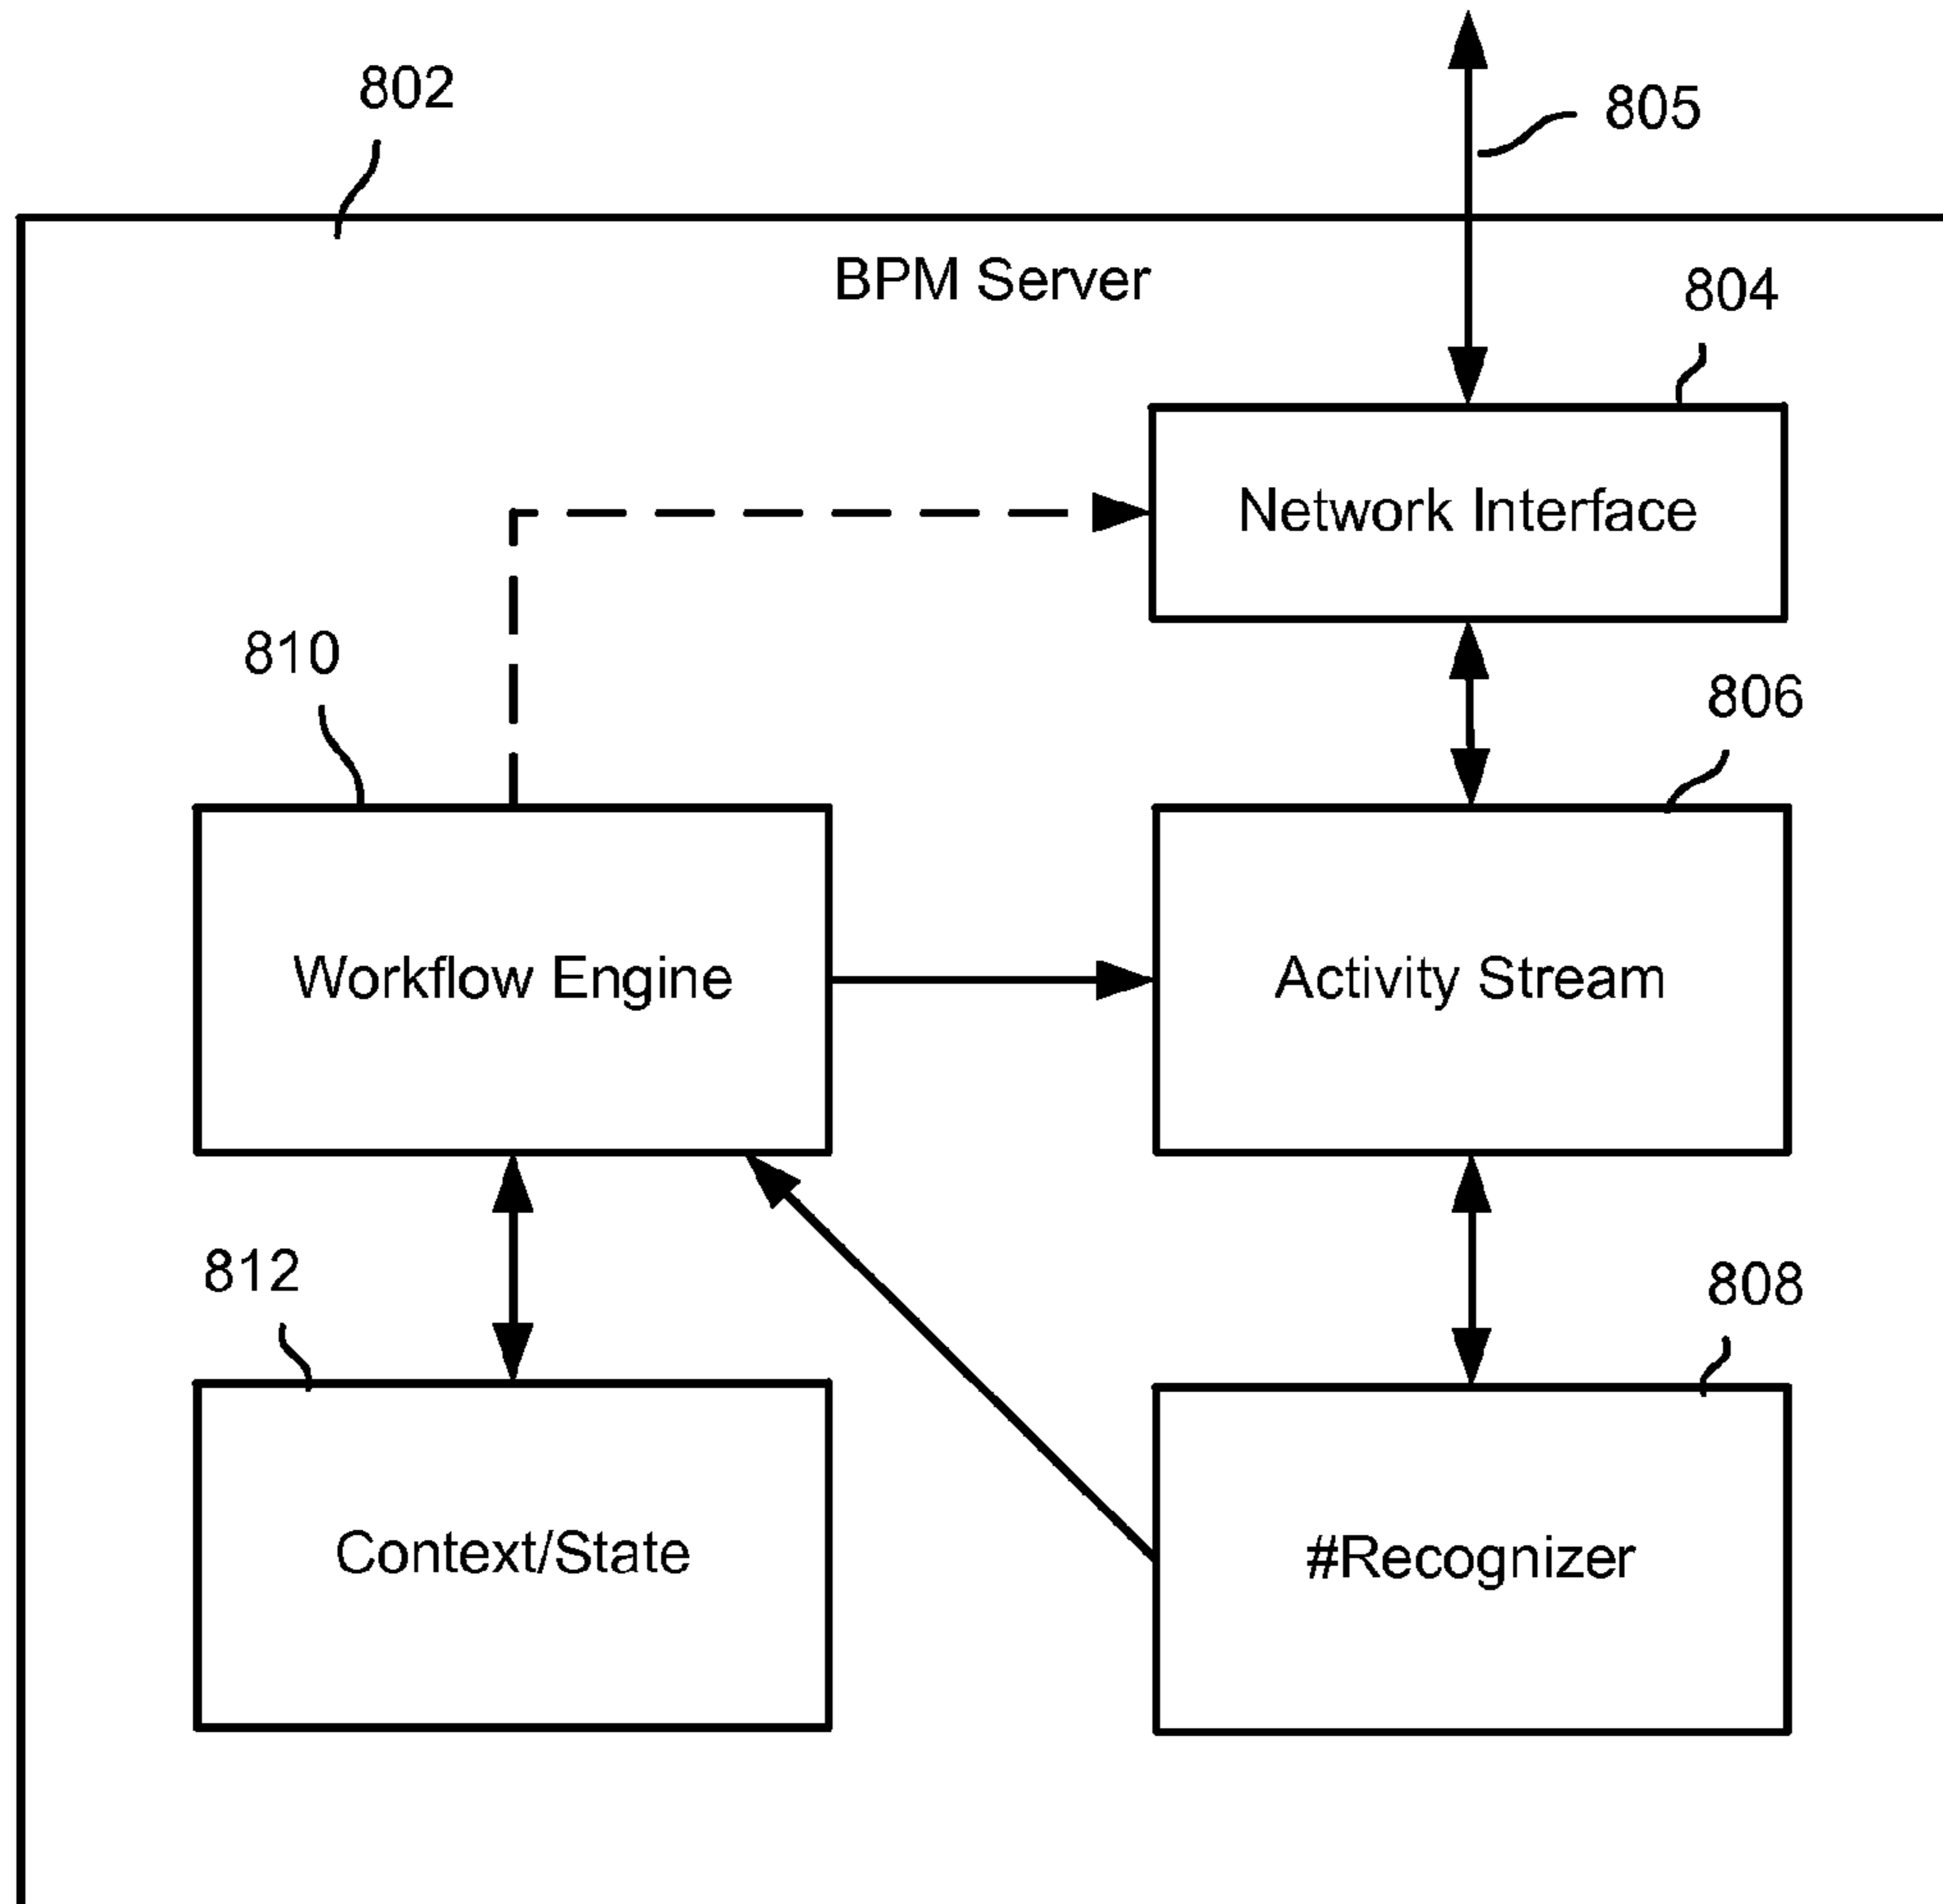 802
805
BPM Server
804
Network Interface
810
806
Workflow Engine
Activity Stream
812
808
Context/State
#Recognizer